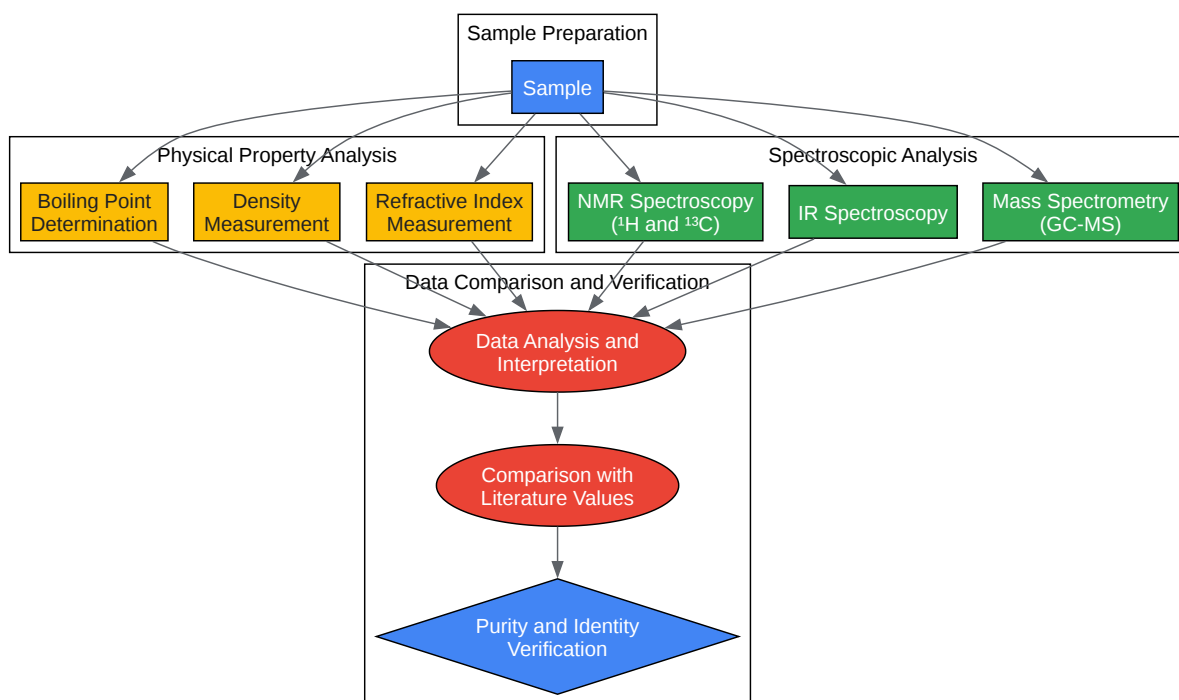 Sample Preparation
Sample
Physical Property Analysis
Spectroscopic Analysis
Boiling Point
Determination
Density
Measurement
Refractive Index
Measurement
NMR Spectroscopy
(¹H and ¹³C)
IR Spectroscopy
Mass Spectrometry
(GC-MS)
Data Comparison and Verification
Data Analysis and
Interpretation
Comparison with
Literature Values
Purity and Identity
Verification